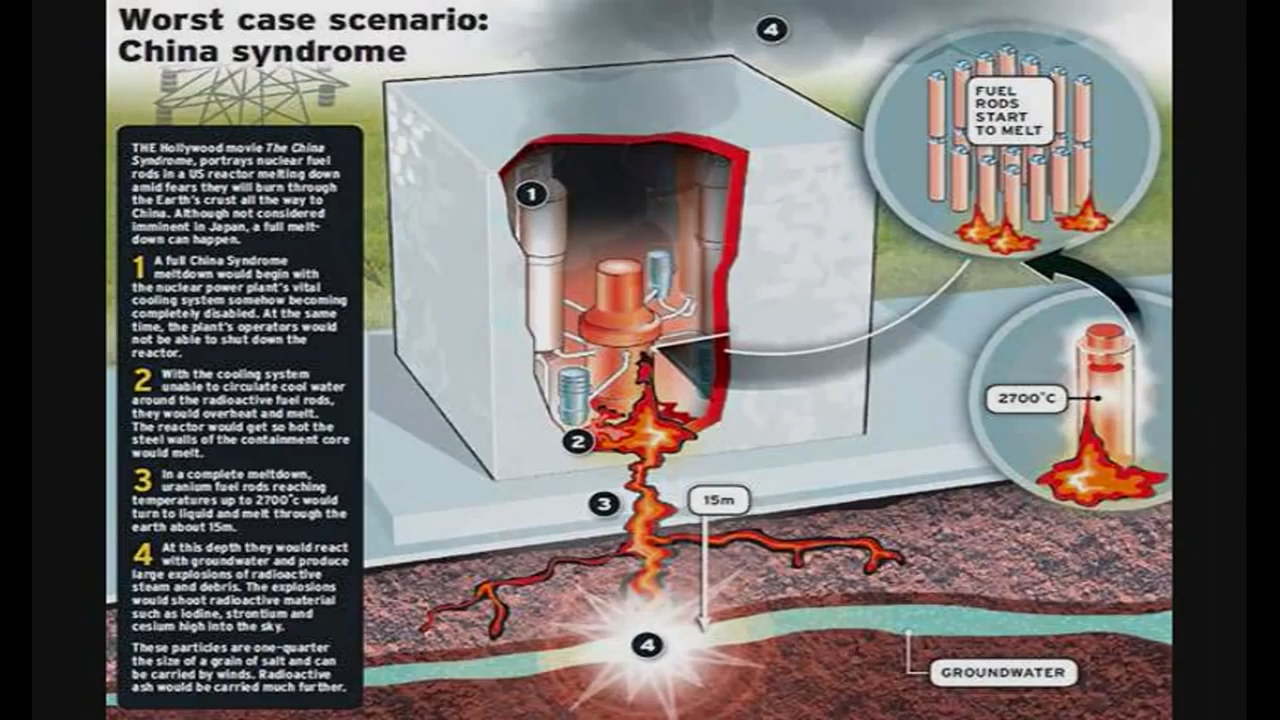 Worst case scenario:
China syndrome
THE Hollywood movie The China
Syndrome, portrays nuclear fuel
rods in a US reactor melting down
amid fears they will burn through
the Earth's crust all the way to
China. Although not considered
imminent in Japan, a full melt-
down can happen.
1 A full China Syndrome
meltdown would begin with
the nuclear power plant's vital
cooling system somehow becoming
completely disabled. At the same
time, the plant's operators would
not be able to shut down the
reactor.
2 With the cooling system
unable to circulate cool water
around the radioactive fuel rods,
they would overheat and melt.
The reactor would get so hot the
steel walls of the containment core
would melt.
3 In a complete meltdown,
uranium fuel rods reaching
temperatures up to 2700°c would
turn to liquid and melt through the
earth about 15m.
4 At this depth they would react
with groundwater and produce
large explosions of radioactive
steam and debris. The explosions
would shoot radioactive material
such as iodine, strontium and
cesium high into the sky.
These particles are one-quarter
the size of a grain of salt and can
be carried by winds. Radioactive
ash would be carried much further.
4
1
2
3
15m
4
FUEL
RODS
START
TO MELT
2700°C
GROUNDWATER